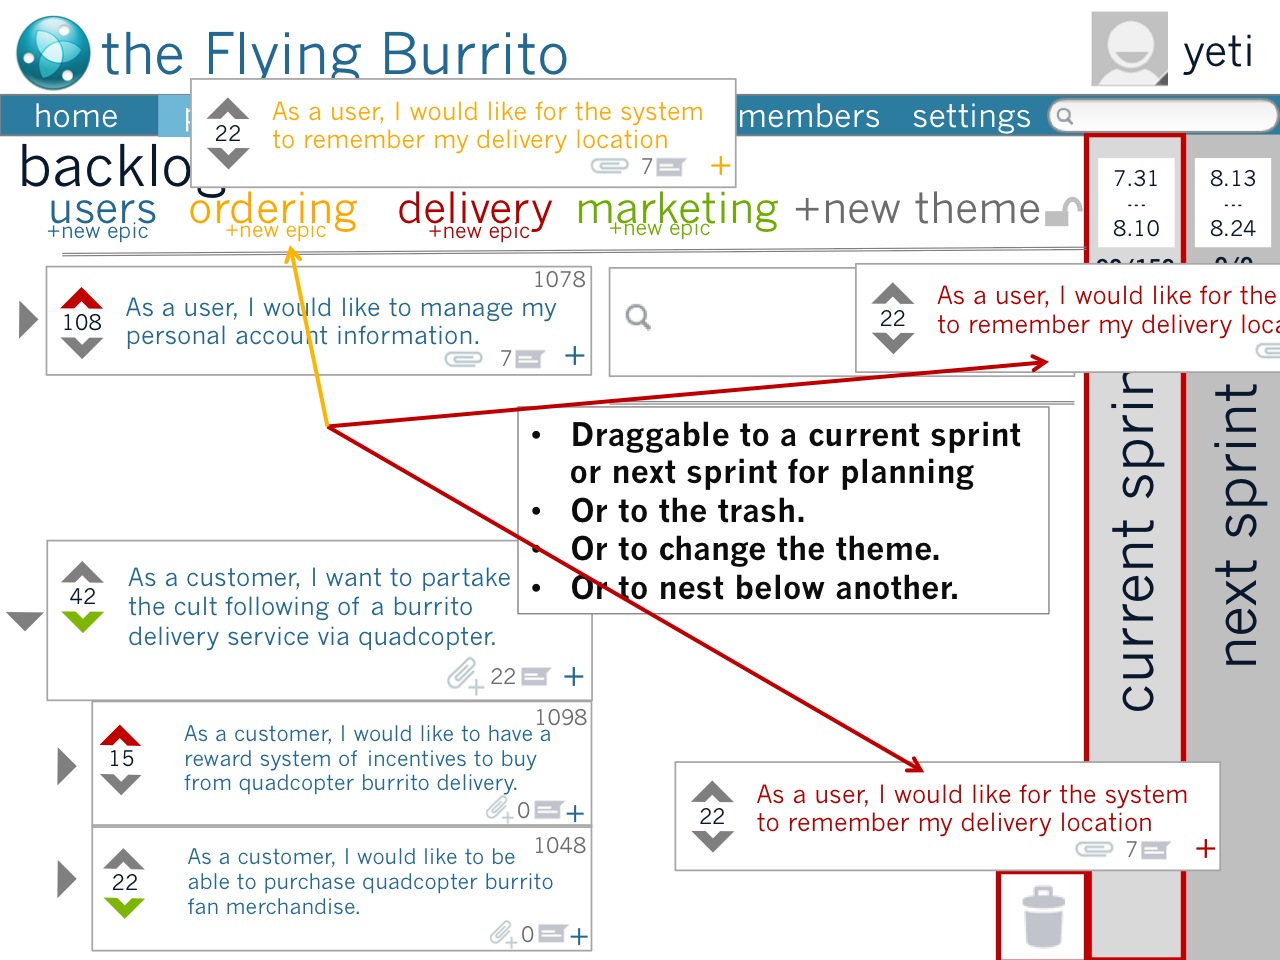 the Flying Burrito
yeti
home
members
settings
As a user, I would like for the system
to remember my delivery location
22
7
+
backlog
users
+new epic
ordering
+new epic
delivery
+new epic
marketing
+new epic
+new theme
7.31
...
8.10
8.13
...
8.24
1078
108
As a user, I would like to manage my
personal account information.
7
+
22
As a user, I would like for the
to remember my delivery
current
next sprint
• Draggable to a current sprint
or next sprint for planning
• Or to the trash.
• Or to change the theme.
• Or to nest below another.
42
As a customer, I want to partake
the cult following of a burrito
delivery service via quadcopter.
22
+
1098
15
As a customer, I would like to have a
reward system of incentives to buy
from quadcopter burrito delivery.
0
+
1048
22
As a customer, I would like to be
able to purchase quadcopter burrito
fan merchandise.
0
+
22
As a user, I would like for the system
to remember my delivery location
7
+